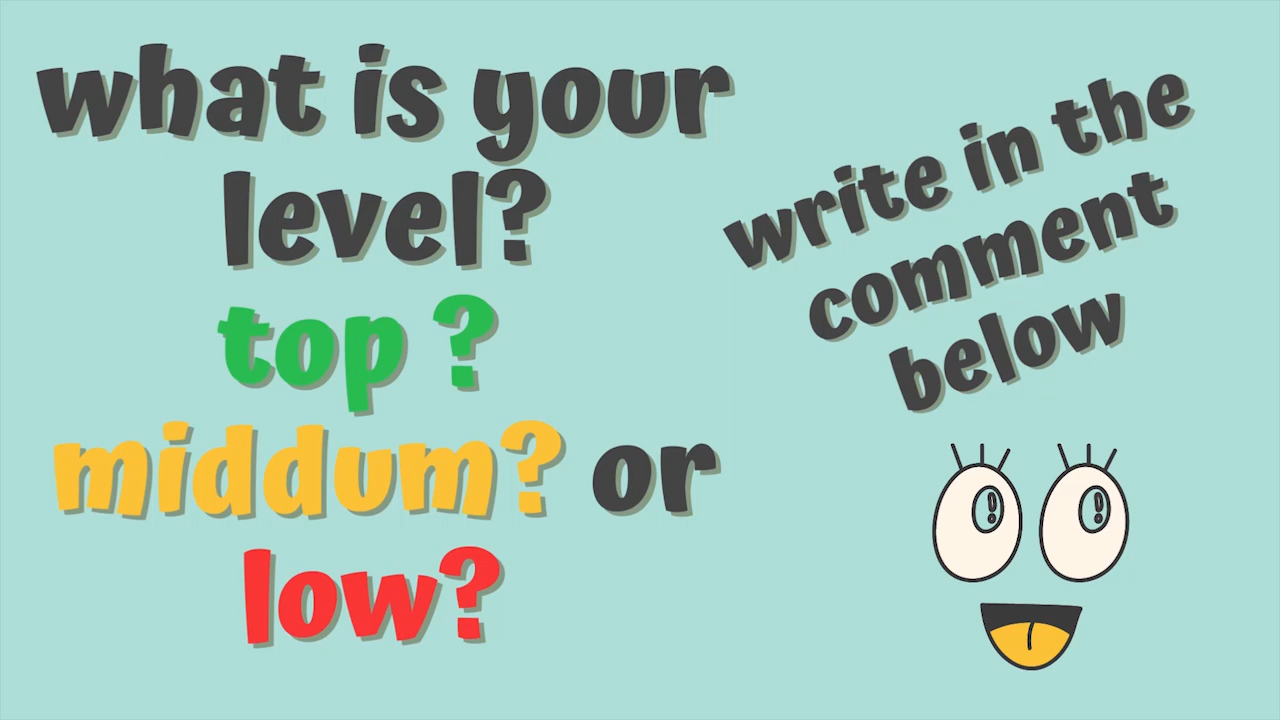 what is your
level?
top ?
middum? or
low?
write in the
comment
below